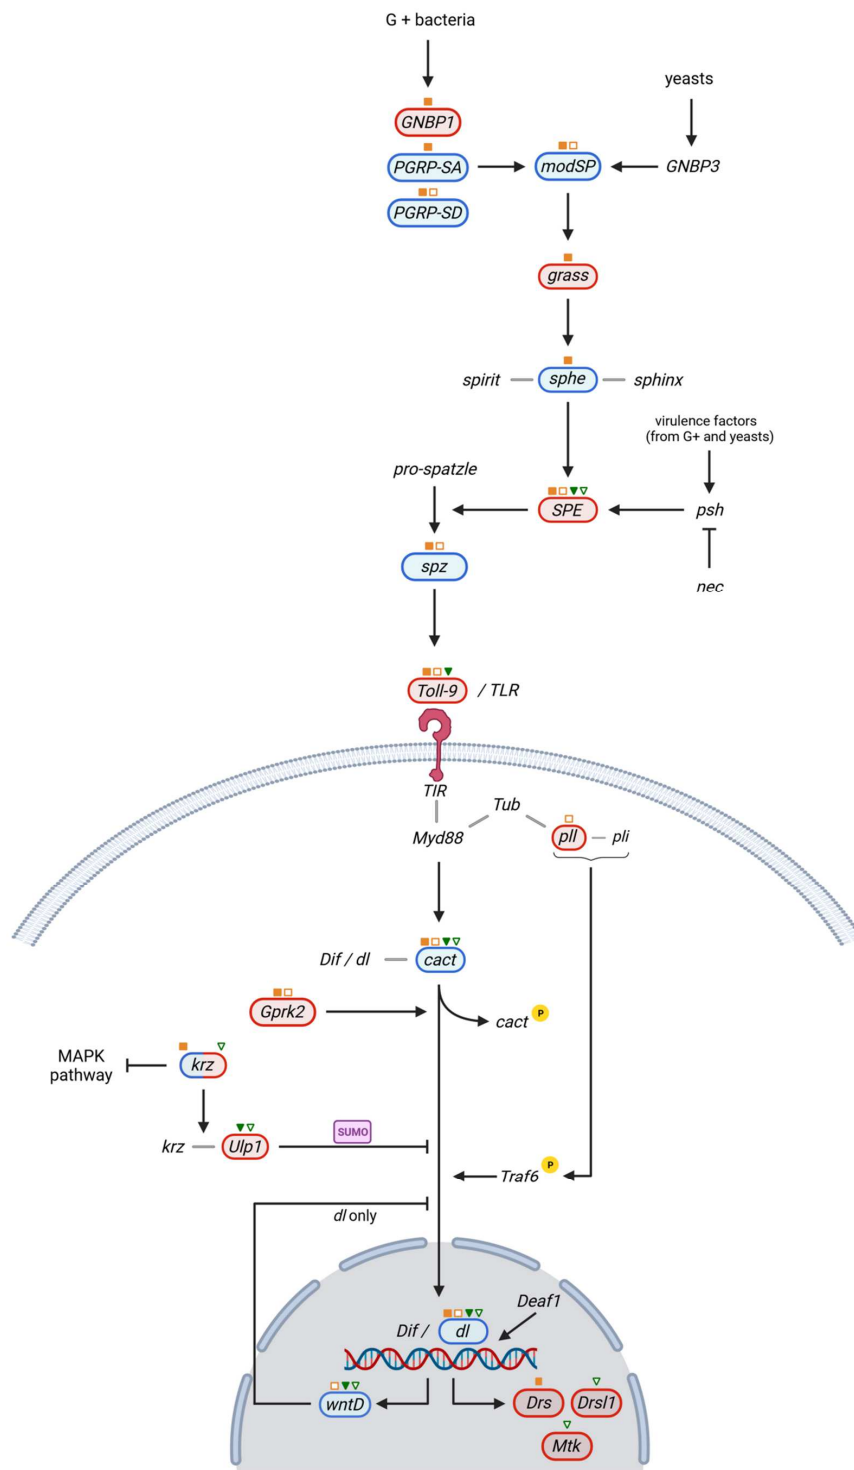 G + bacteria
yeasts
GNBP1
PGRP-SA
modSP
GNBP3
PGRP-SD
grass
spirit
sphe
sphinx
virulence factors
(from G+ and yeasts)
pro-spatzle
SPE
psh
spz
nec
Toll-9 / TLR
TIR
Tub
Myd88
pll
pli
Dif / dl
cact
Gprk2
cact P
MAPK
pathway
krz
krz
Ulp1
SUMO
Traf6 P
dl only
Deaf1
Dif / dl
wntD
Drs
Drsl1
Mtk